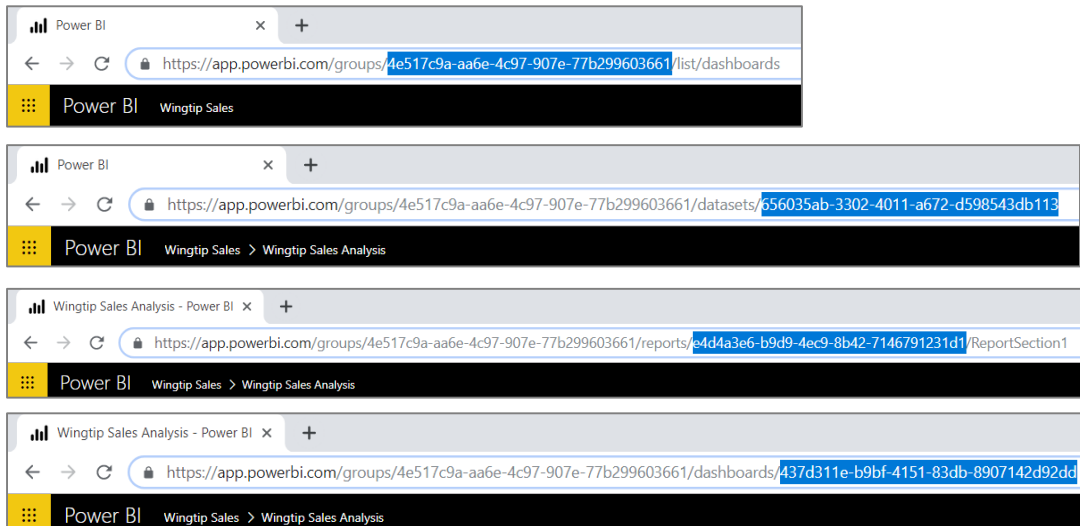 Power BI
https://app.powerbi.com/groups/4e517c9a-aa6e-4c97-907e-77b299603661/list/dashboards
Power BI Wingtip Sales
Power BI
https://app.powerbi.com/groups/4e517c9a-aa6e-4c97-907e-77b299603661/datasets/656035ab-3302-4011-a672-d598543db113
Power BI Wingtip Sales > Wingtip Sales Analysis
Wingtip Sales Analysis - Power BI
https://app.powerbi.com/groups/4e517c9a-aa6e-4c97-907e-77b299603661/reports/e4d4a3e6-b9d9-4ec9-8b42-7146791231d1/ReportSection1
Power BI Wingtip Sales > Wingtip Sales Analysis
Wingtip Sales Analysis - Power BI
https://app.powerbi.com/groups/4e517c9a-aa6e-4c97-907e-77b299603661/dashboards/437d311e-b9bf-4151-83db-8907142d92dd
Power BI Wingtip Sales > Wingtip Sales Analysis